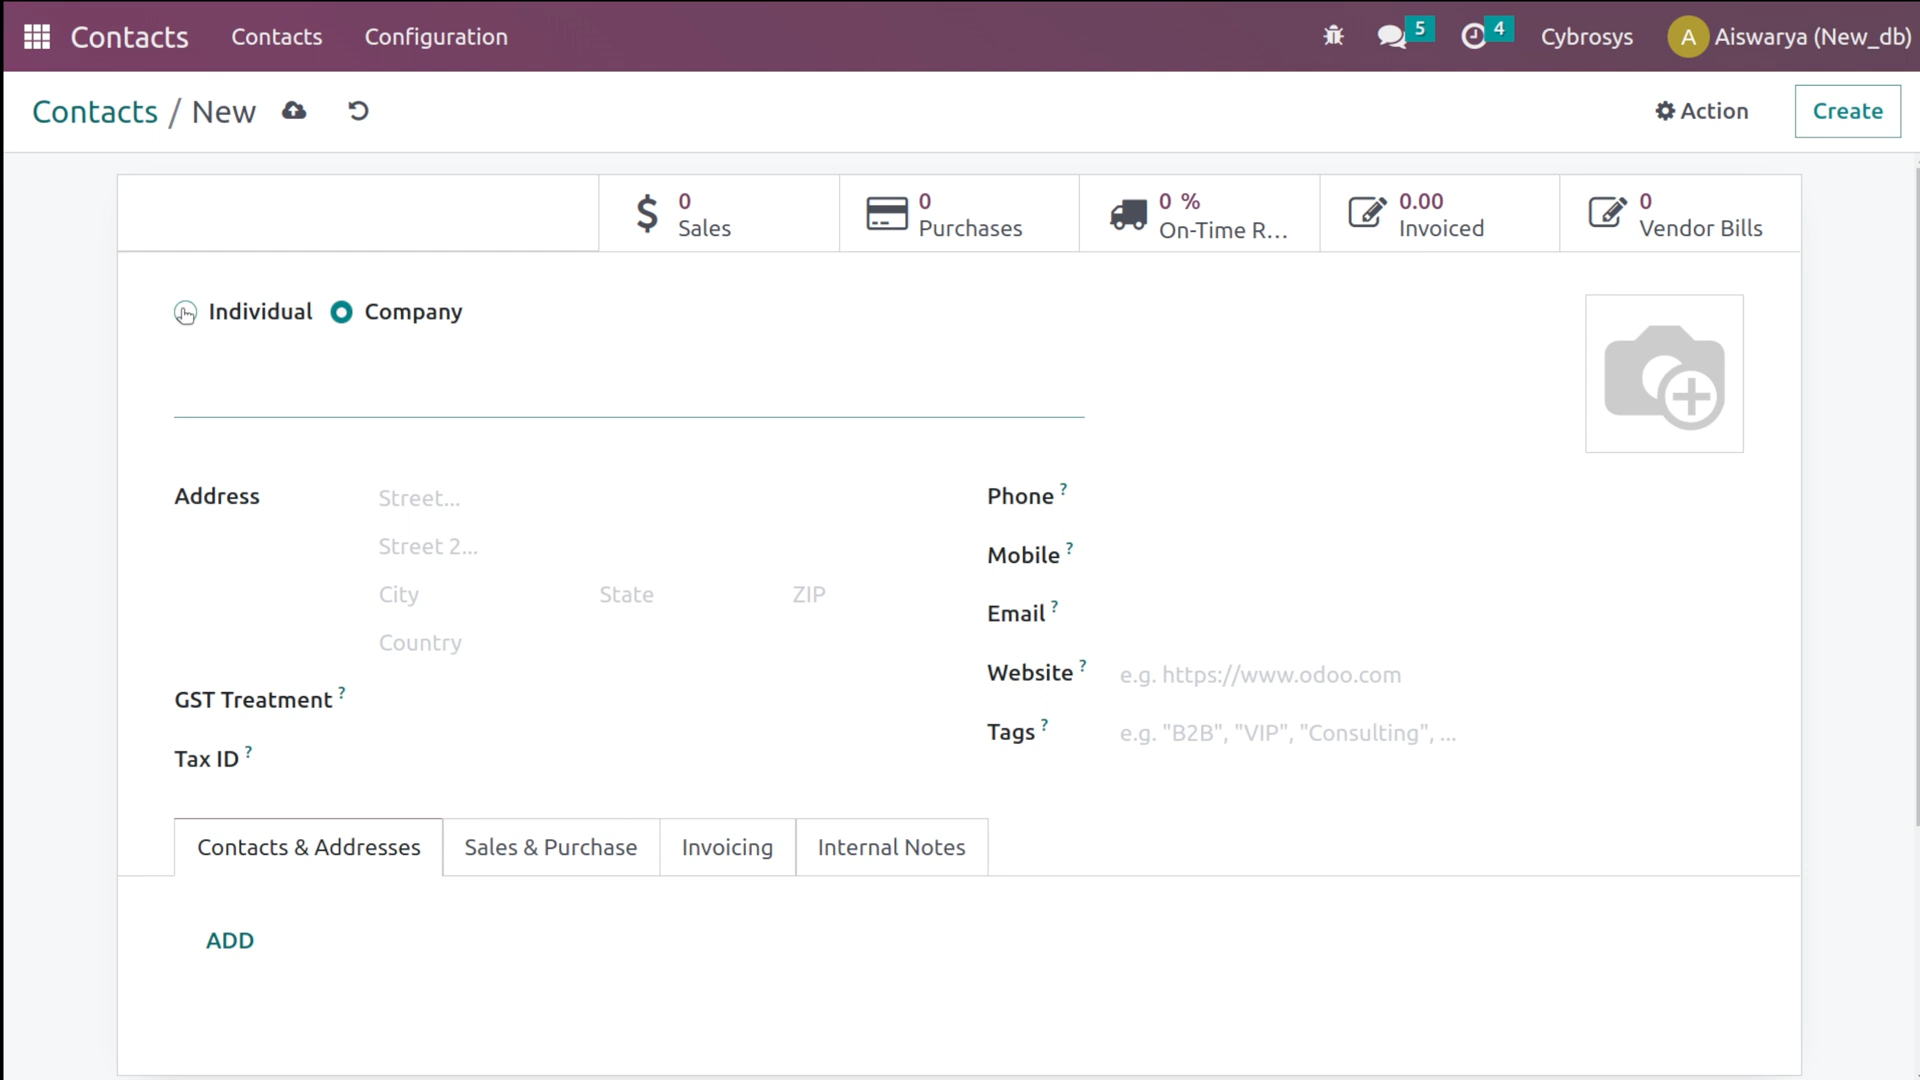 Contacts Contacts Configuration 5 4 Cybrosys A Aiswarya (New_db)
Contacts / New Action Create
0 Sales
0 Purchases
0 % On-Time R...
0.00 Invoiced
0 Vendor Bills
Individual Company
Address Street...
Street 2...
City State ZIP
Country
GST Treatment ?
Tax ID ?
Phone ?
Mobile ?
Email ?
Website ? e.g. https://www.odoo.com
Tags ? e.g. "B2B", "VIP", "Consulting", ...
Contacts & Addresses Sales & Purchase Invoicing Internal Notes
ADD